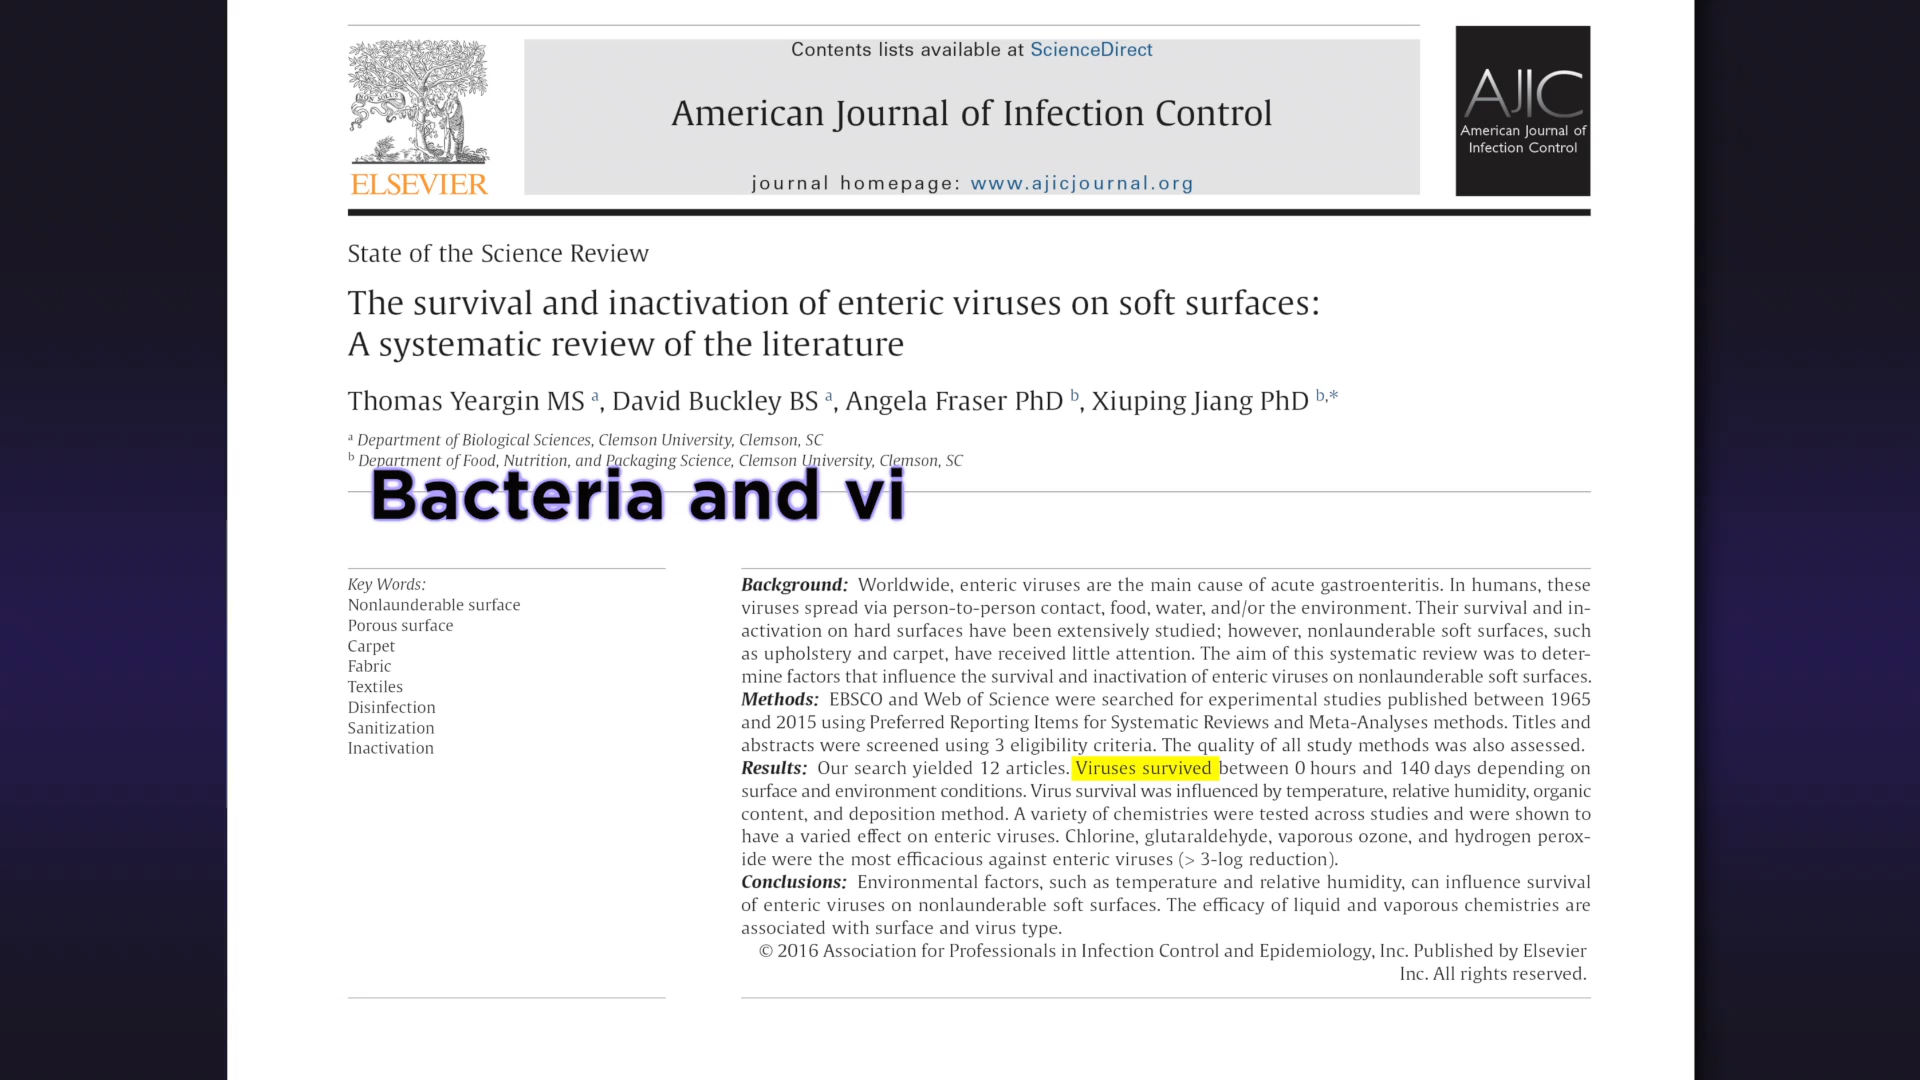 Contents lists available at ScienceDirect
American Journal of Infection Control
journal homepage: www.ajicjournal.org
ELSEVIER
AJIC
American Journal of
Infection Control
State of the Science Review
The survival and inactivation of enteric viruses on soft surfaces:
A systematic review of the literature
Thomas Yeargin MS a, David Buckley BS a, Angela Fraser PhD b, Xiuping Jiang PhD b,*
a Department of Biological Sciences, Clemson University, Clemson, SC
b Department of Food, Nutrition, and Packaging Science, Clemson University, Clemson, SC
Bacteria and vi
Key Words:
Nonlaunderable surface
Porous surface
Carpet
Fabric
Textiles
Disinfection
Sanitization
Inactivation
Background: Worldwide, enteric viruses are the main cause of acute gastroenteritis. In humans, these
viruses spread via person-to-person contact, food, water, and/or the environment. Their survival and in-
activation on hard surfaces have been extensively studied; however, nonlaunderable soft surfaces, such
as upholstery and carpet, have received little attention. The aim of this systematic review was to deter-
mine factors that influence the survival and inactivation of enteric viruses on nonlaunderable soft surfaces.
Methods: EBSCO and Web of Science were searched for experimental studies published between 1965
and 2015 using Preferred Reporting Items for Systematic Reviews and Meta-Analyses methods. Titles and
abstracts were screened using 3 eligibility criteria. The quality of all study methods was also assessed.
Results: Our search yielded 12 articles. Viruses survived between 0 hours and 140 days depending on
surface and environment conditions. Virus survival was influenced by temperature, relative humidity, organic
content, and deposition method. A variety of chemistries were tested across studies and were shown to
have a varied effect on enteric viruses. Chlorine, glutaraldehyde, vaporous ozone, and hydrogen perox-
ide were the most efficacious against enteric viruses (> 3-log reduction).
Conclusions: Environmental factors, such as temperature and relative humidity, can influence survival
of enteric viruses on nonlaunderable soft surfaces. The efficacy of liquid and vaporous chemistries are
associated with surface and virus type.
© 2016 Association for Professionals in Infection Control and Epidemiology, Inc. Published by Elsevier
Inc. All rights reserved.